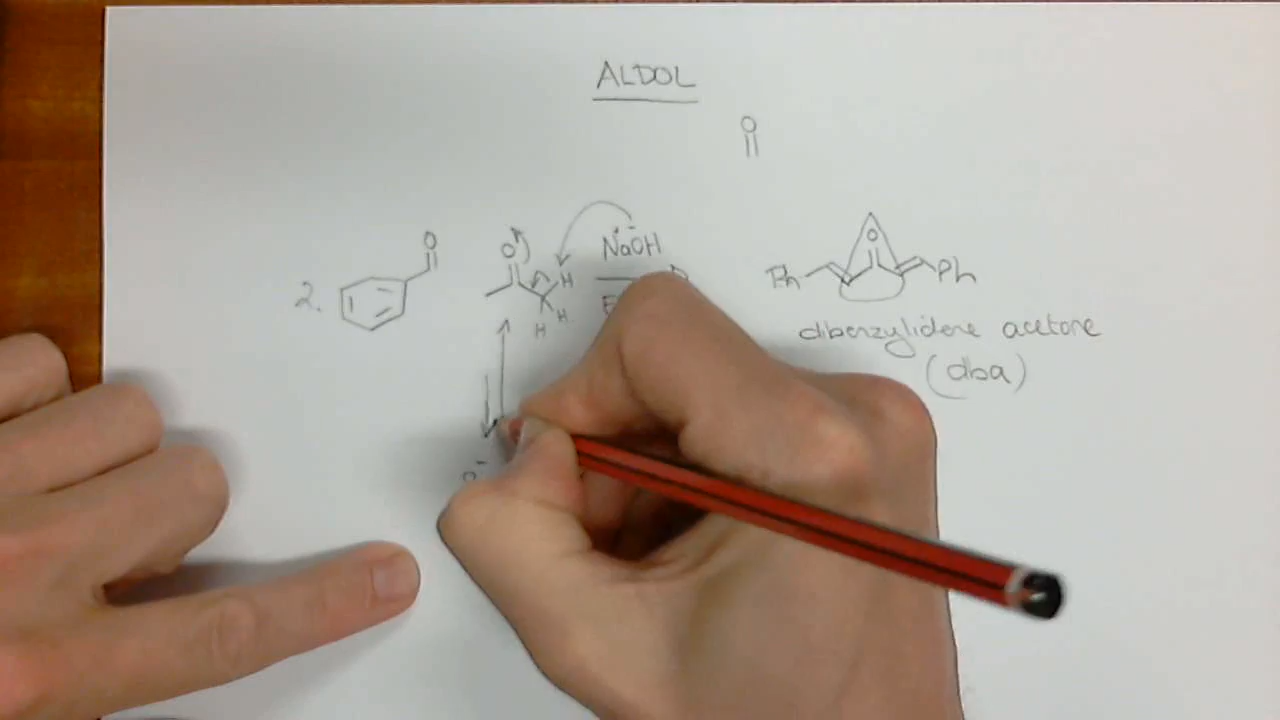 ALDOL
O
2. O O H H H NaOH Ph O Ph
dibenzylidene acetone
(dba)
O⁻